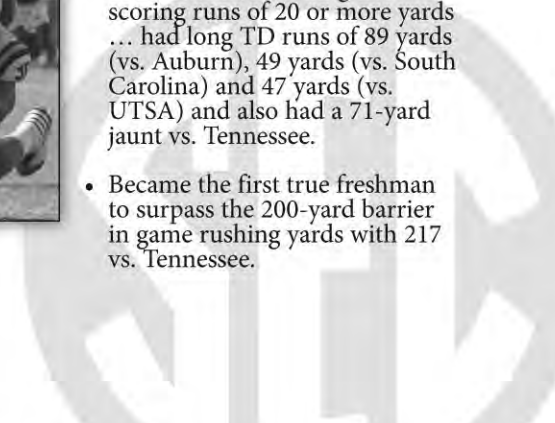 scoring runs of 20 or more yards
… had long TD runs of 89 yards
(vs. Auburn), 49 yards (vs. South
Carolina) and 47 yards (vs.
UTSA) and also had a 71-yard
jaunt vs. Tennessee.
• Became the first true freshman
to surpass the 200-yard barrier
in game rushing yards with 217
vs. Tennessee.
SEC